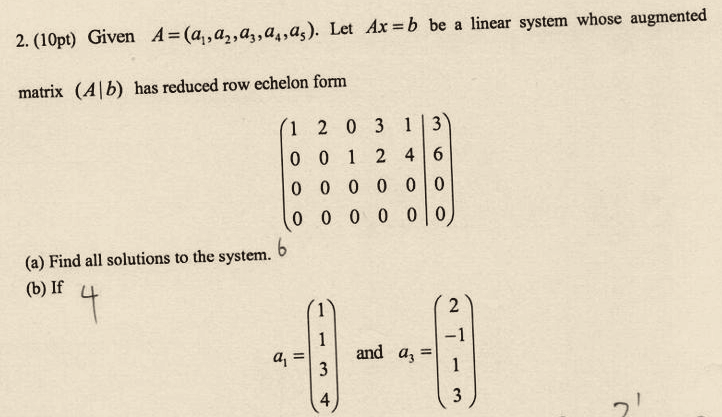 2. (10pt) Given A = (a₁, a₂, a₃, a₄, a₅). Let Ax = b be a linear system whose augmented
matrix (A|b) has reduced row echelon form
1 2 0 3 1 | 3
0 0 1 2 4 | 6
0 0 0 0 0 | 0
0 0 0 0 0 | 0
(a) Find all solutions to the system. 6
(b) If 4
a₁ = (1 1 3 4) and a₃ = (2 -1 1 3)